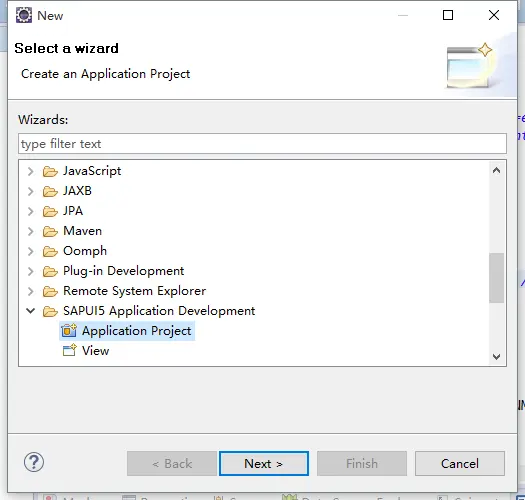 New
Select a wizard
Create an Application Project
Wizards:
type filter text
JavaScript
JAXB
JPA
Maven
Oomph
Plug-in Development
Remote System Explorer
SAPUI5 Application Development
Application Project
View
< Back
Next >
Finish
Cancel